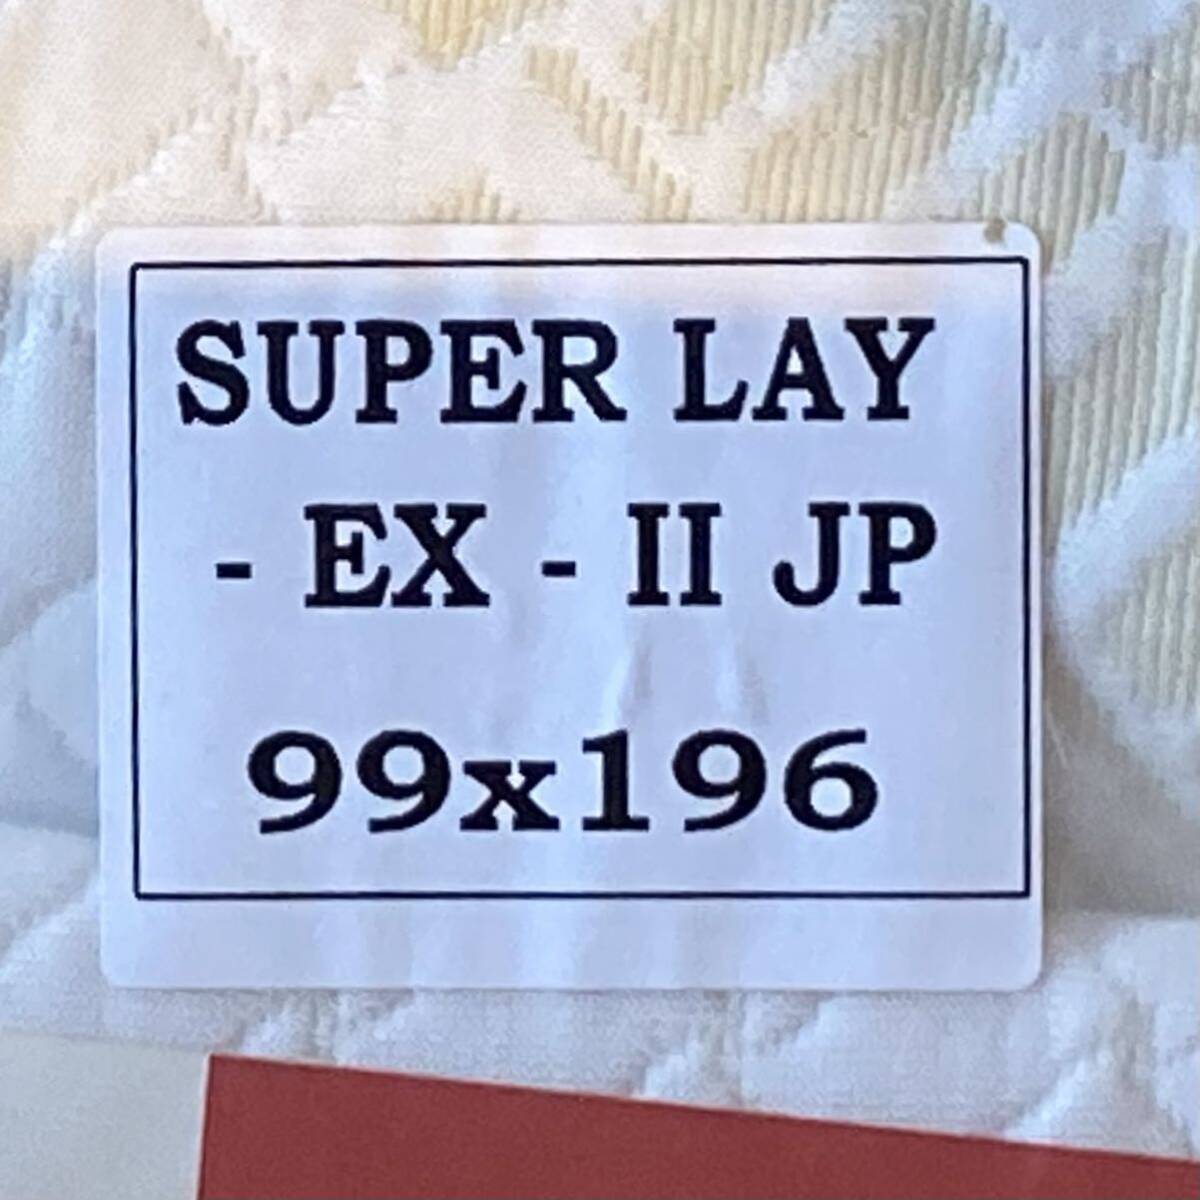 SUPER LAY
- EX - II JP
99x196